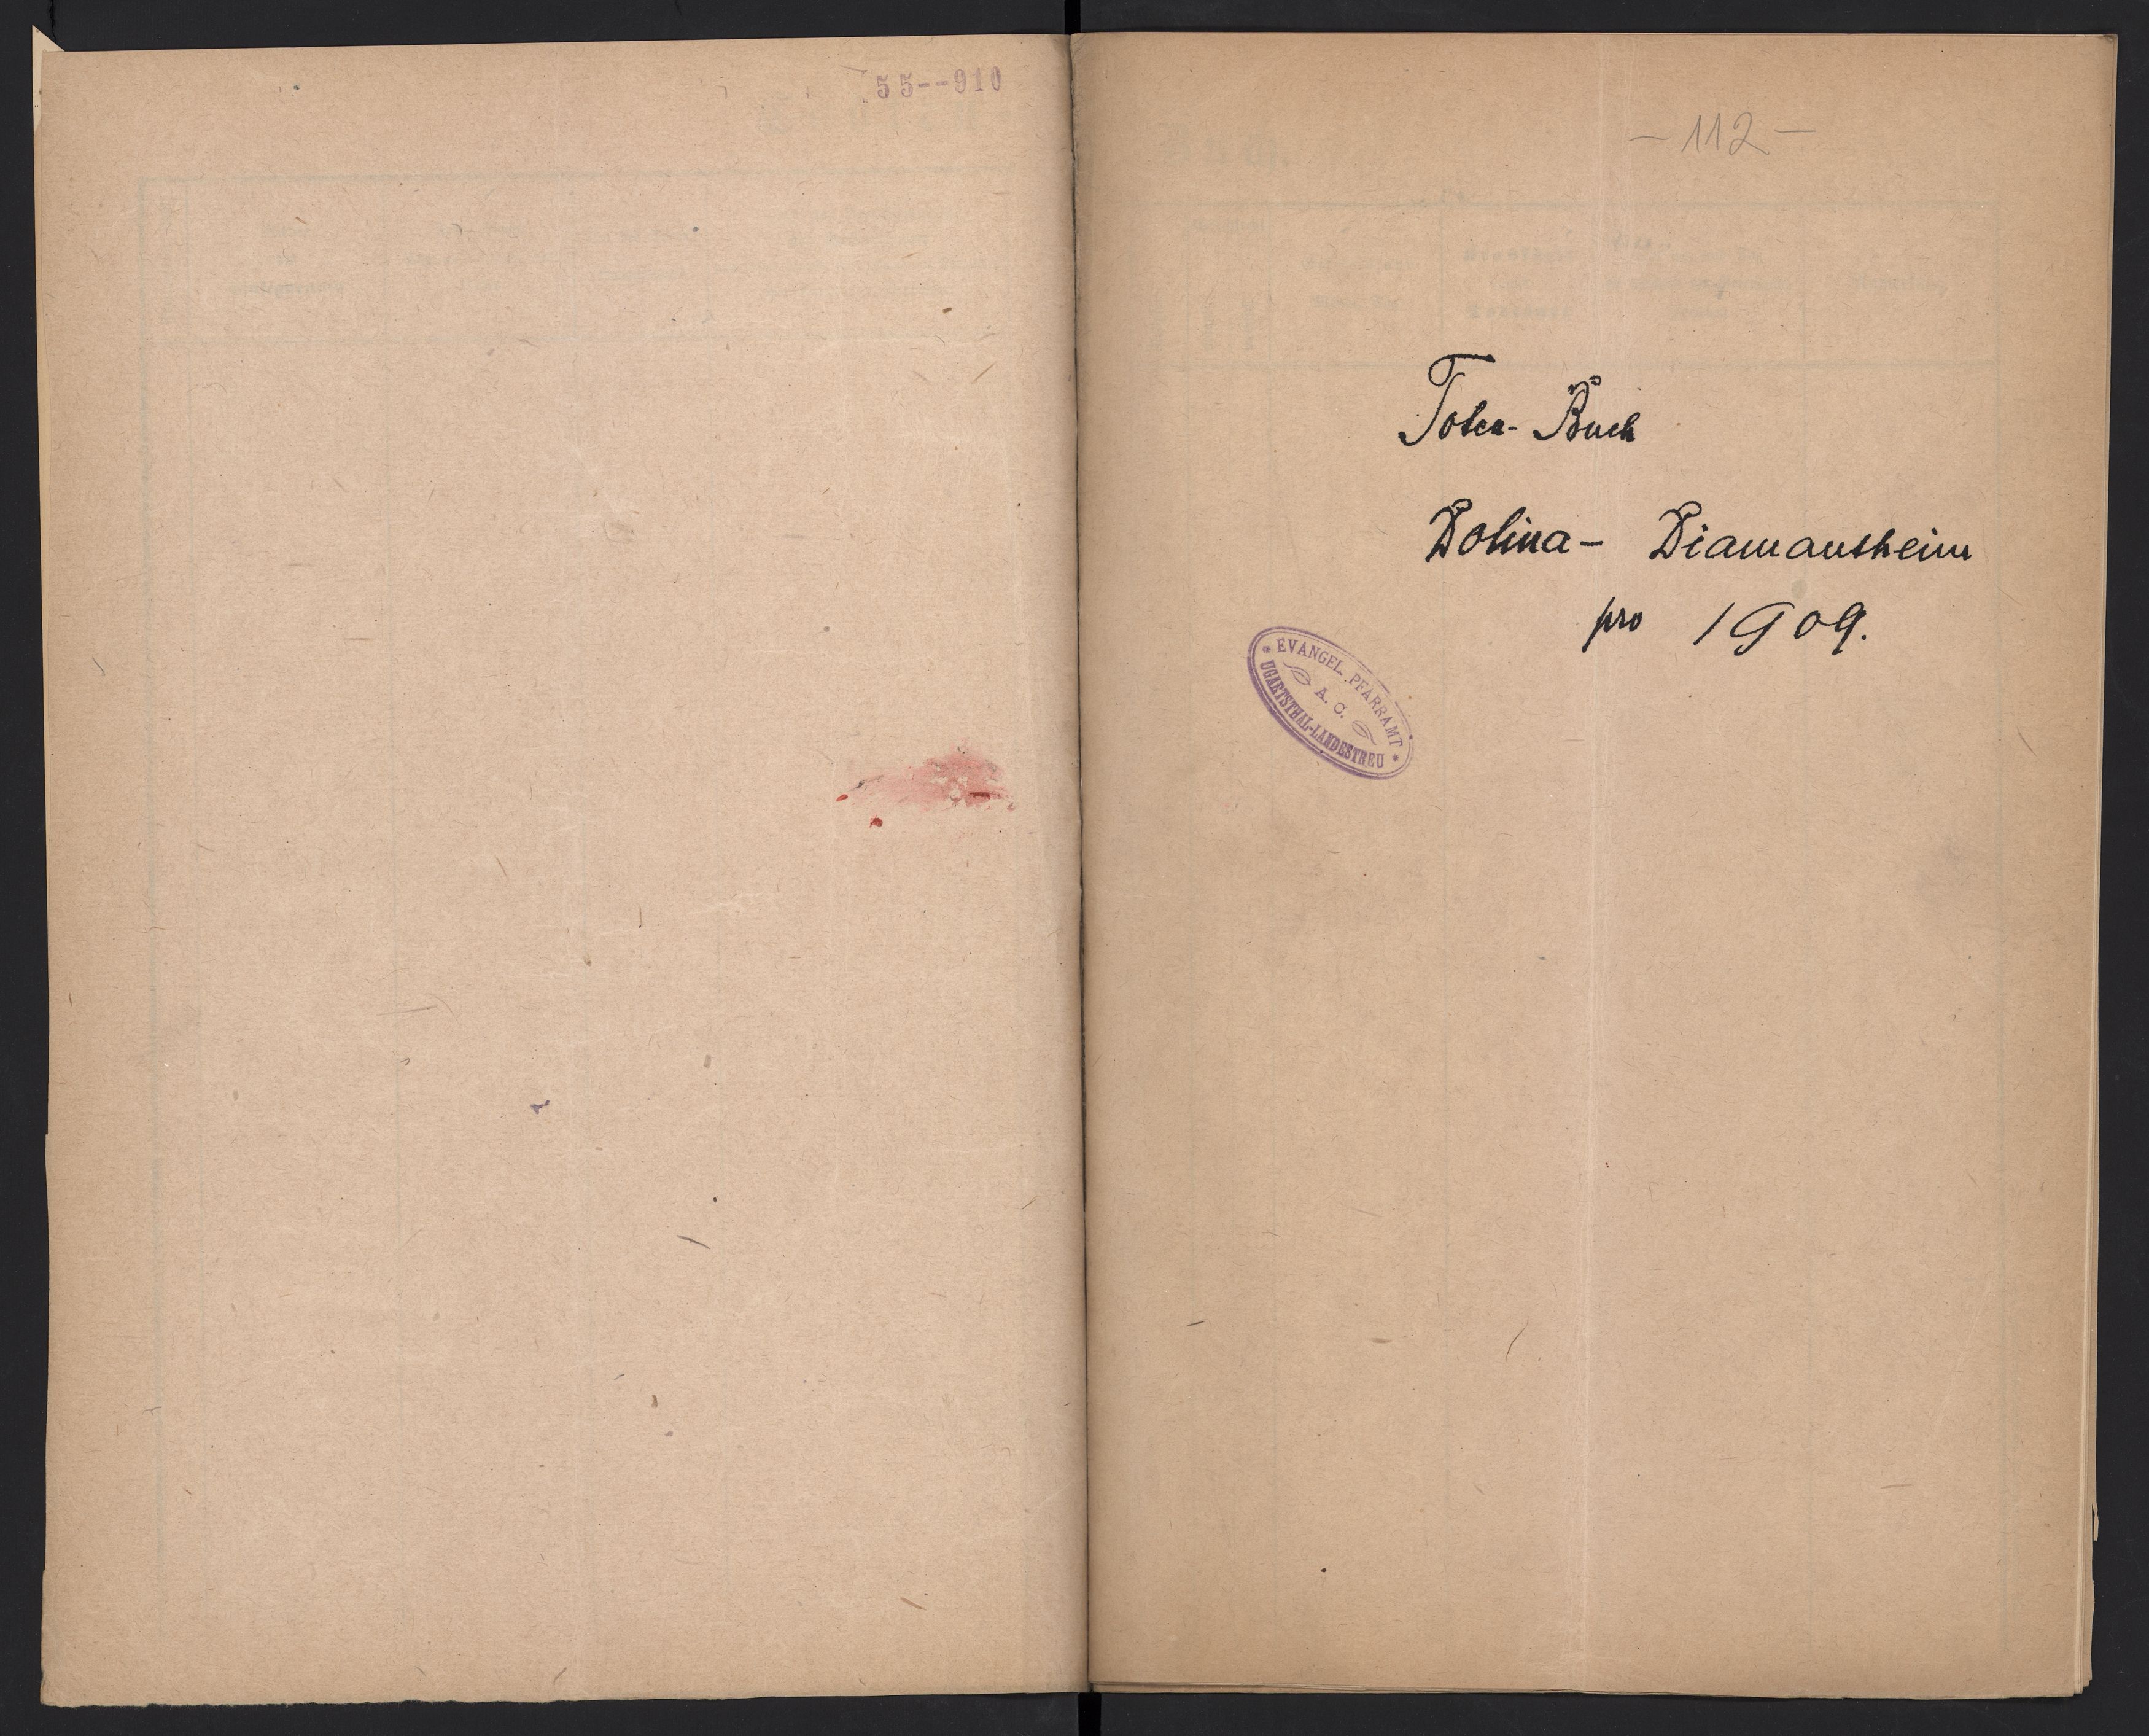 55--910
- 112 -
Toten-Buch
Dolina- Diamantheim
pro 1909.
* EVANGEL. PFARRAMT *
A. C.
UGARTSTHAL-LANDESTREU